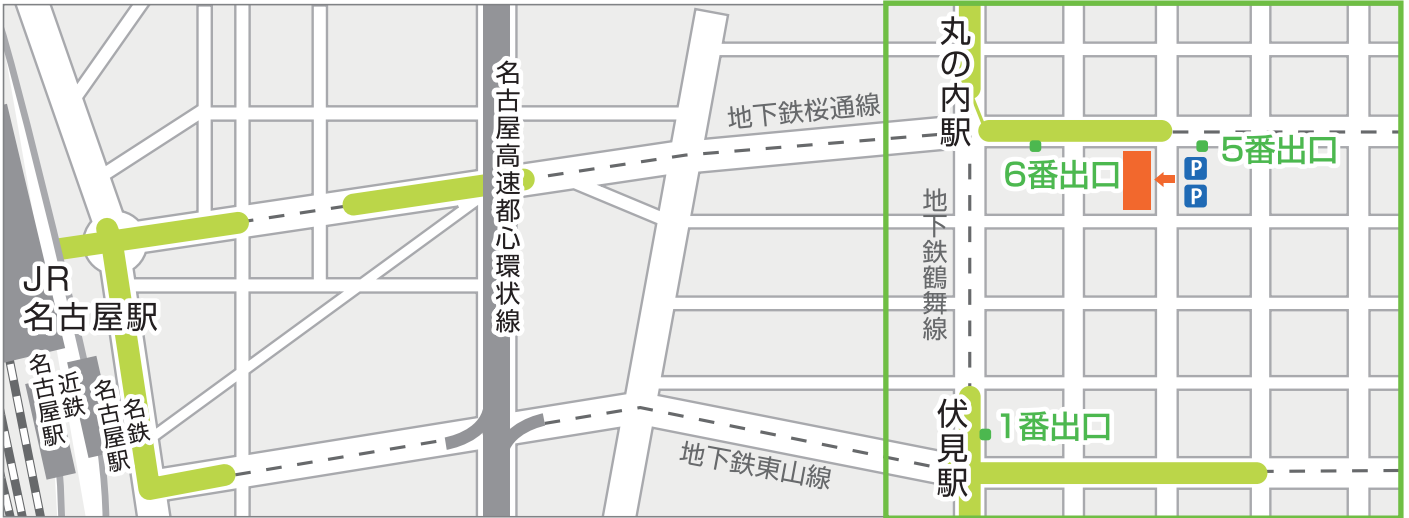 JR
名古屋駅
近鉄
名古屋駅
名鉄
名古屋駅
名古屋高速都心環状線
地下鉄桜通線
丸の内駅
6番出口
5番出口
P
P
地下鉄鶴舞線
伏見駅
1番出口
地下鉄東山線